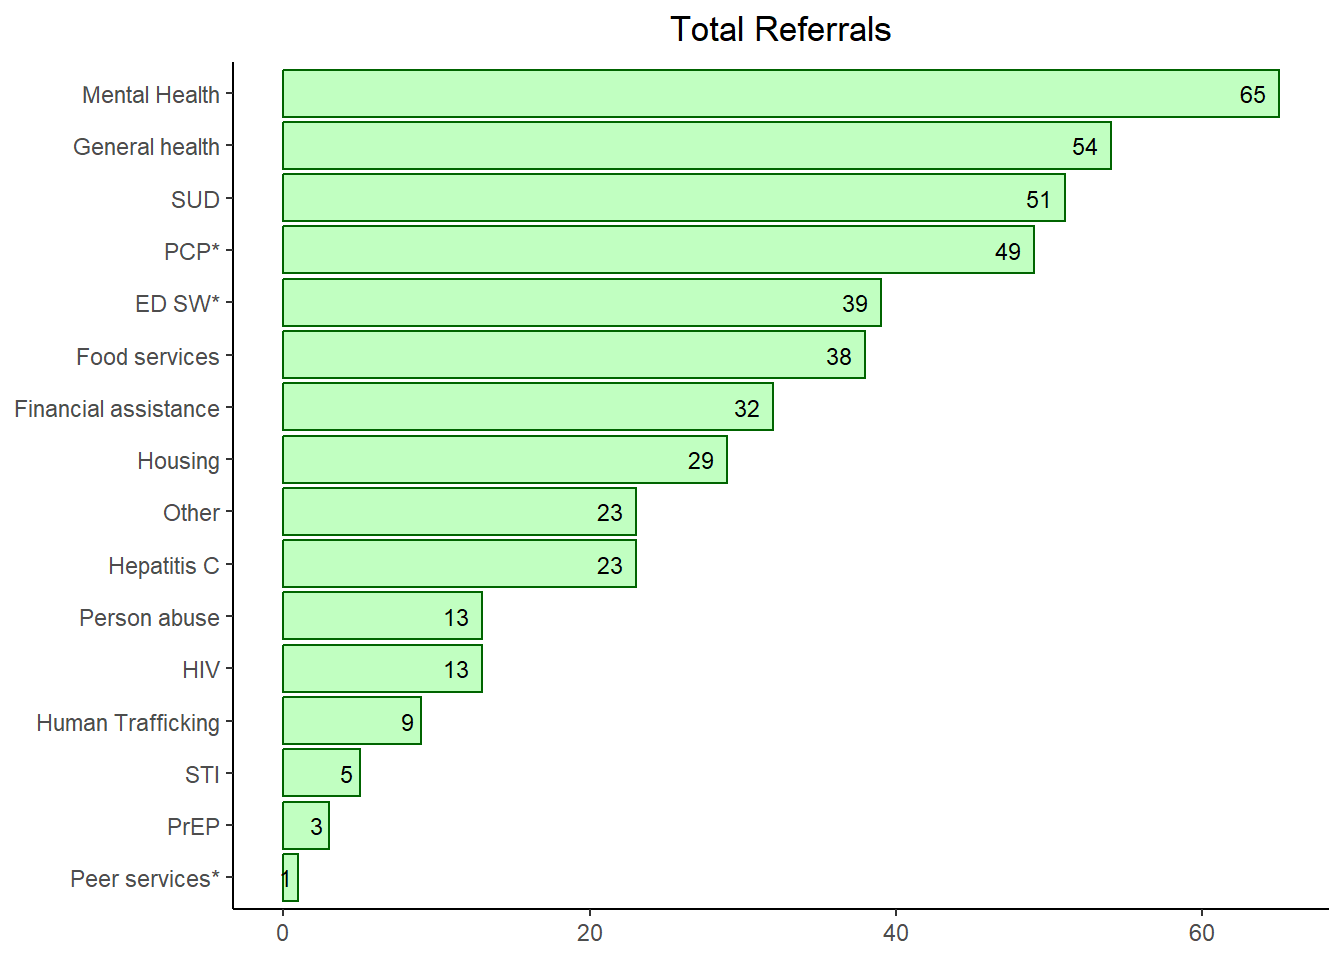 Total Referrals
Mental Health 65
General health 54
SUD 51
PCP* 49
ED SW* 39
Food services 38
Financial assistance 32
Housing 29
Other 23
Hepatitis C 23
Person abuse 13
HIV 13
Human Trafficking 9
STI 5
PrEP 3
Peer services* 1
0 20 40 60